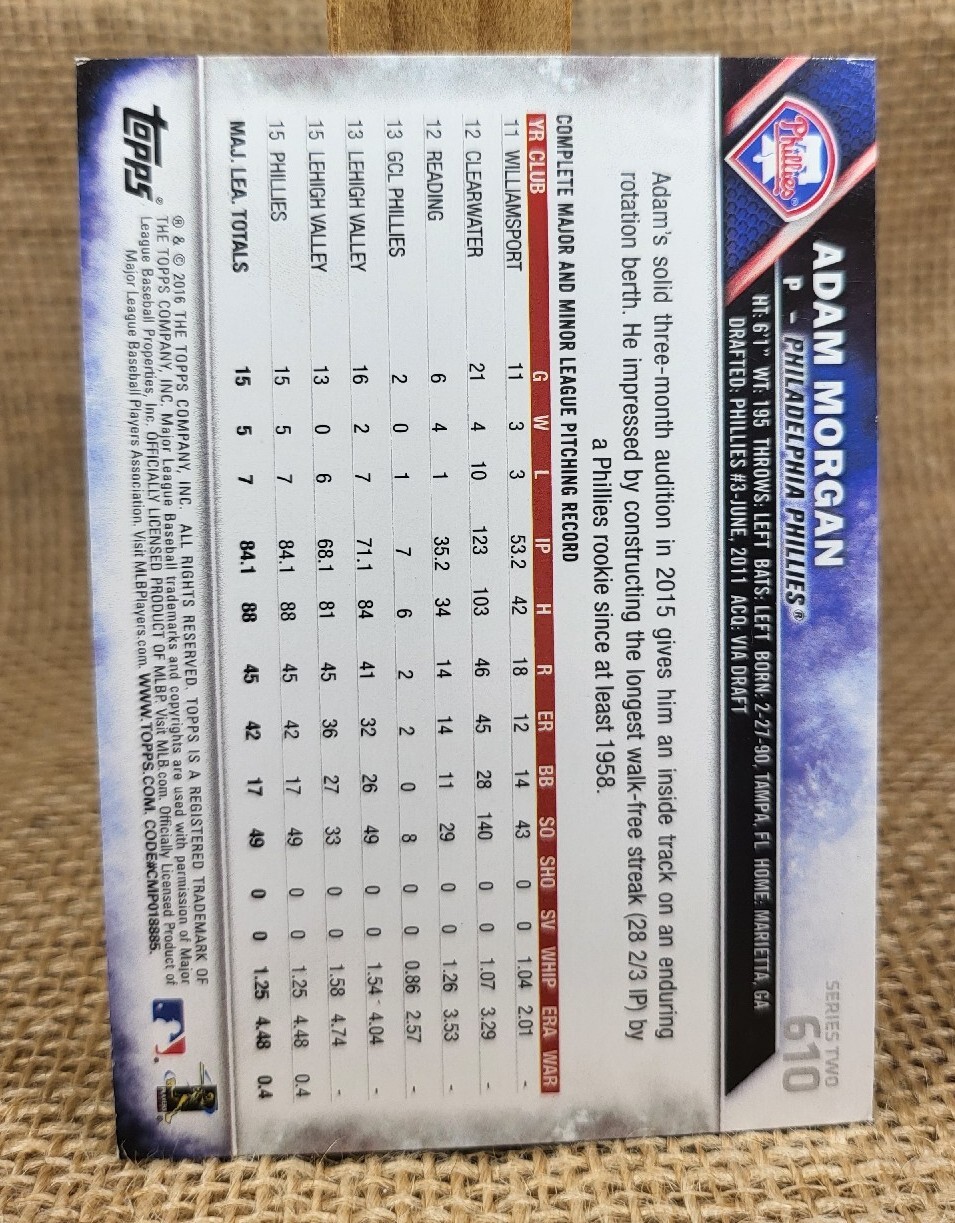 Phillies®
SERIES TWO
610
ADAM MORGAN
P – PHILADELPHIA PHILLIES®
HT: 6'1" WT: 195 THROWS: LEFT BATS: LEFT BORN: 2-27-90, TAMPA, FL HOME: MARIETTA, GA
DRAFTED: PHILLIES #3-JUNE, 2011 ACQ: VIA DRAFT
Adam's solid three-month audition in 2015 gives him an inside track on an enduring
rotation berth. He impressed by constructing the longest walk-free streak (28 2/3 IP) by
a Phillies rookie since at least 1958.
COMPLETE MAJOR AND MINOR LEAGUE PITCHING RECORD
YR CLUB G W L IP H R ER BB SO SHO SV WHIP ERA WAR
11 WILLIAMSPORT 11 3 3 53.2 42 18 12 14 43 0 0 1.04 2.01 -
12 CLEARWATER 21 4 10 123 103 46 45 28 140 0 0 1.07 3.29 -
12 READING 6 4 1 35.2 34 14 14 11 29 0 0 1.26 3.53 -
13 GCL PHILLIES 2 0 1 7 6 2 2 0 8 0 0 0.86 2.57 -
13 LEHIGH VALLEY 16 2 7 71.1 84 41 32 26 49 0 0 1.54 4.04 -
15 LEHIGH VALLEY 13 0 6 68.1 81 45 36 27 33 0 0 1.58 4.74 -
15 PHILLIES 15 5 7 84.1 88 45 42 17 49 0 0 1.25 4.48 0.4
MAJ. LEA. TOTALS 15 5 7 84.1 88 45 42 17 49 0 0 1.25 4.48 0.4
topps®
® & © 2016 THE TOPPS COMPANY, INC. ALL RIGHTS RESERVED. TOPPS IS A REGISTERED TRADEMARK OF
THE TOPPS COMPANY, INC. Major League Baseball trademarks and copyrights are used with permission of Major
League Baseball Properties, Inc. OFFICIALLY LICENSED PRODUCT OF MLBP. Visit MLB.com. Officially Licensed Product of
Major League Baseball Players Association. Visit MLBPlayers.com. WWW.TOPPS.COM. CODE#CMP018885.